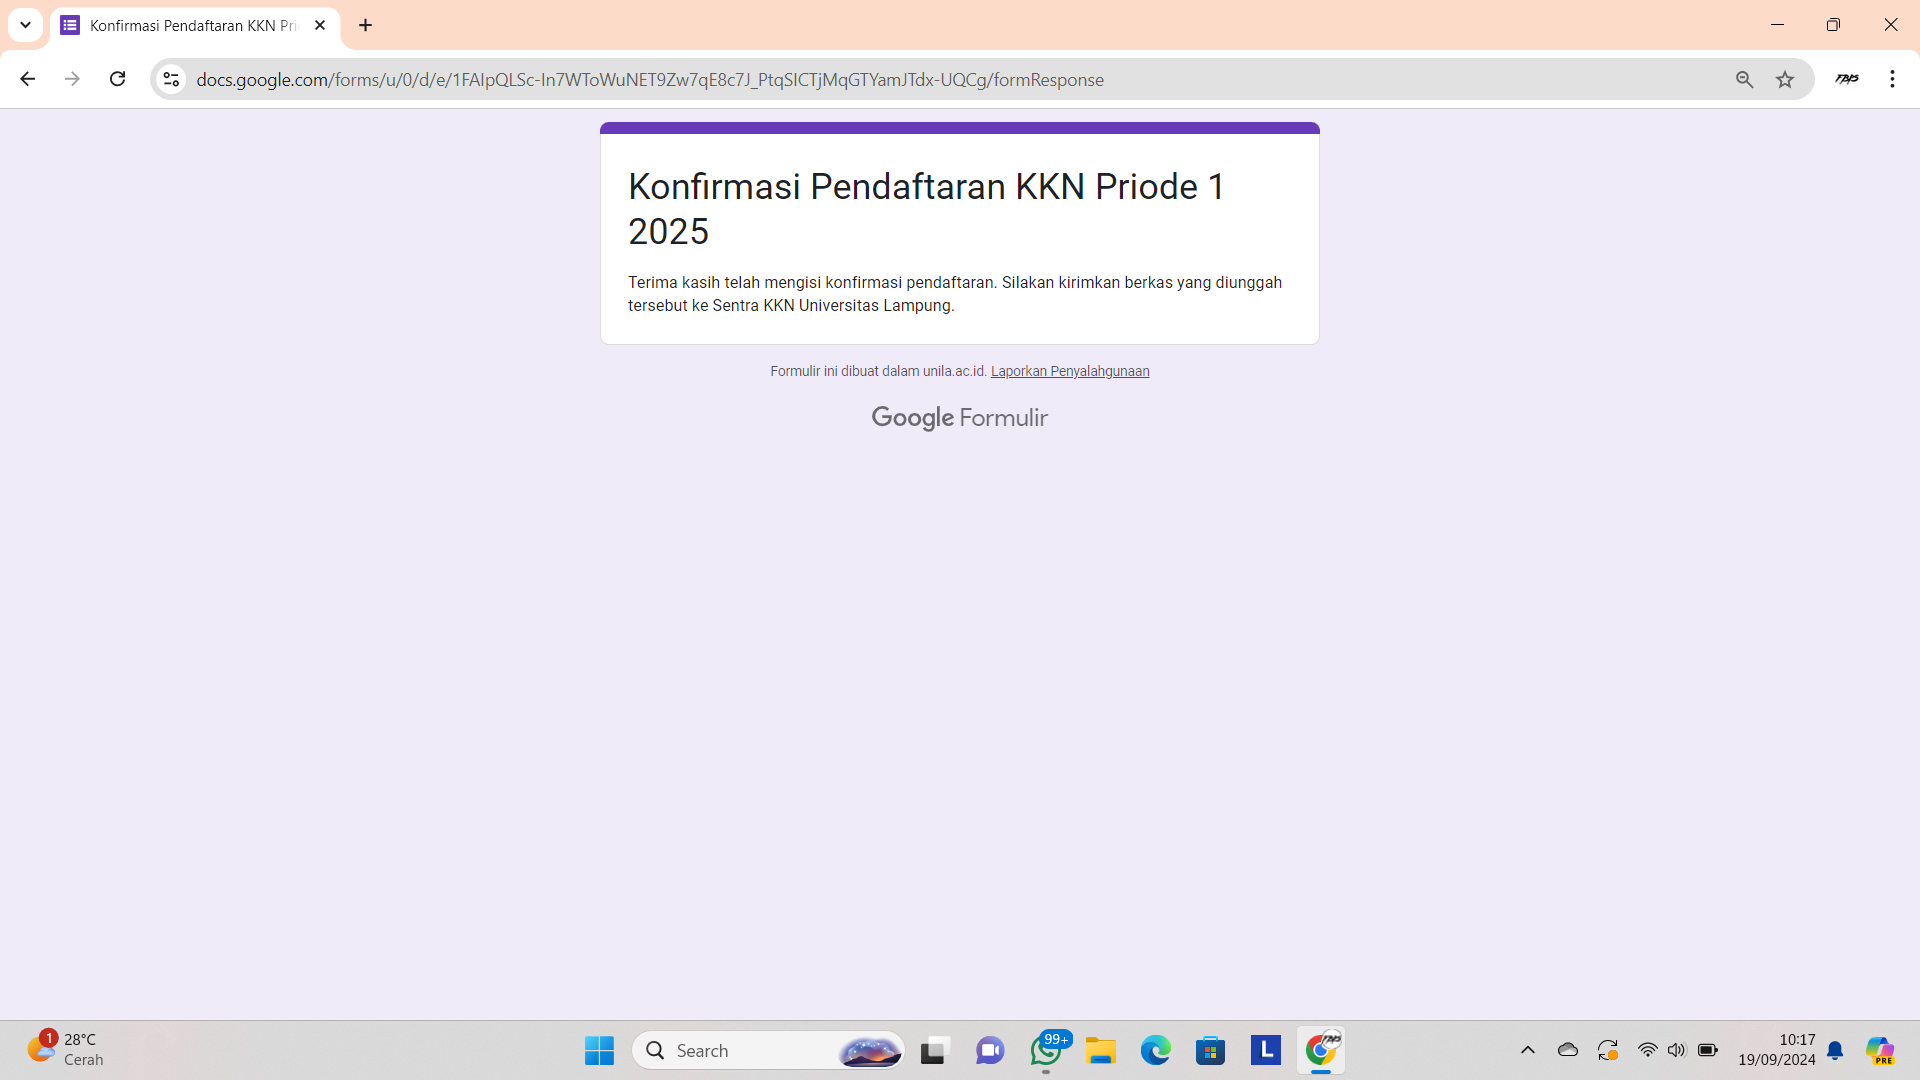 Konfirmasi Pendaftaran KKN Pri
docs.google.com/forms/u/0/d/e/1FAIpQLSc-In7WToWuNET9Zw7qE8c7J_PtqSICTjMqGTYamJTdx-UQCg/formResponse
Konfirmasi Pendaftaran KKN Priode 1
2025
Terima kasih telah mengisi konfirmasi pendaftaran. Silakan kirimkan berkas yang diunggah
tersebut ke Sentra KKN Universitas Lampung.
Formulir ini dibuat dalam unila.ac.id. Laporkan Penyalahgunaan
Google Formulir
1
28°C
Cerah
Search
99+
L
10:17
19/09/2024
PRE